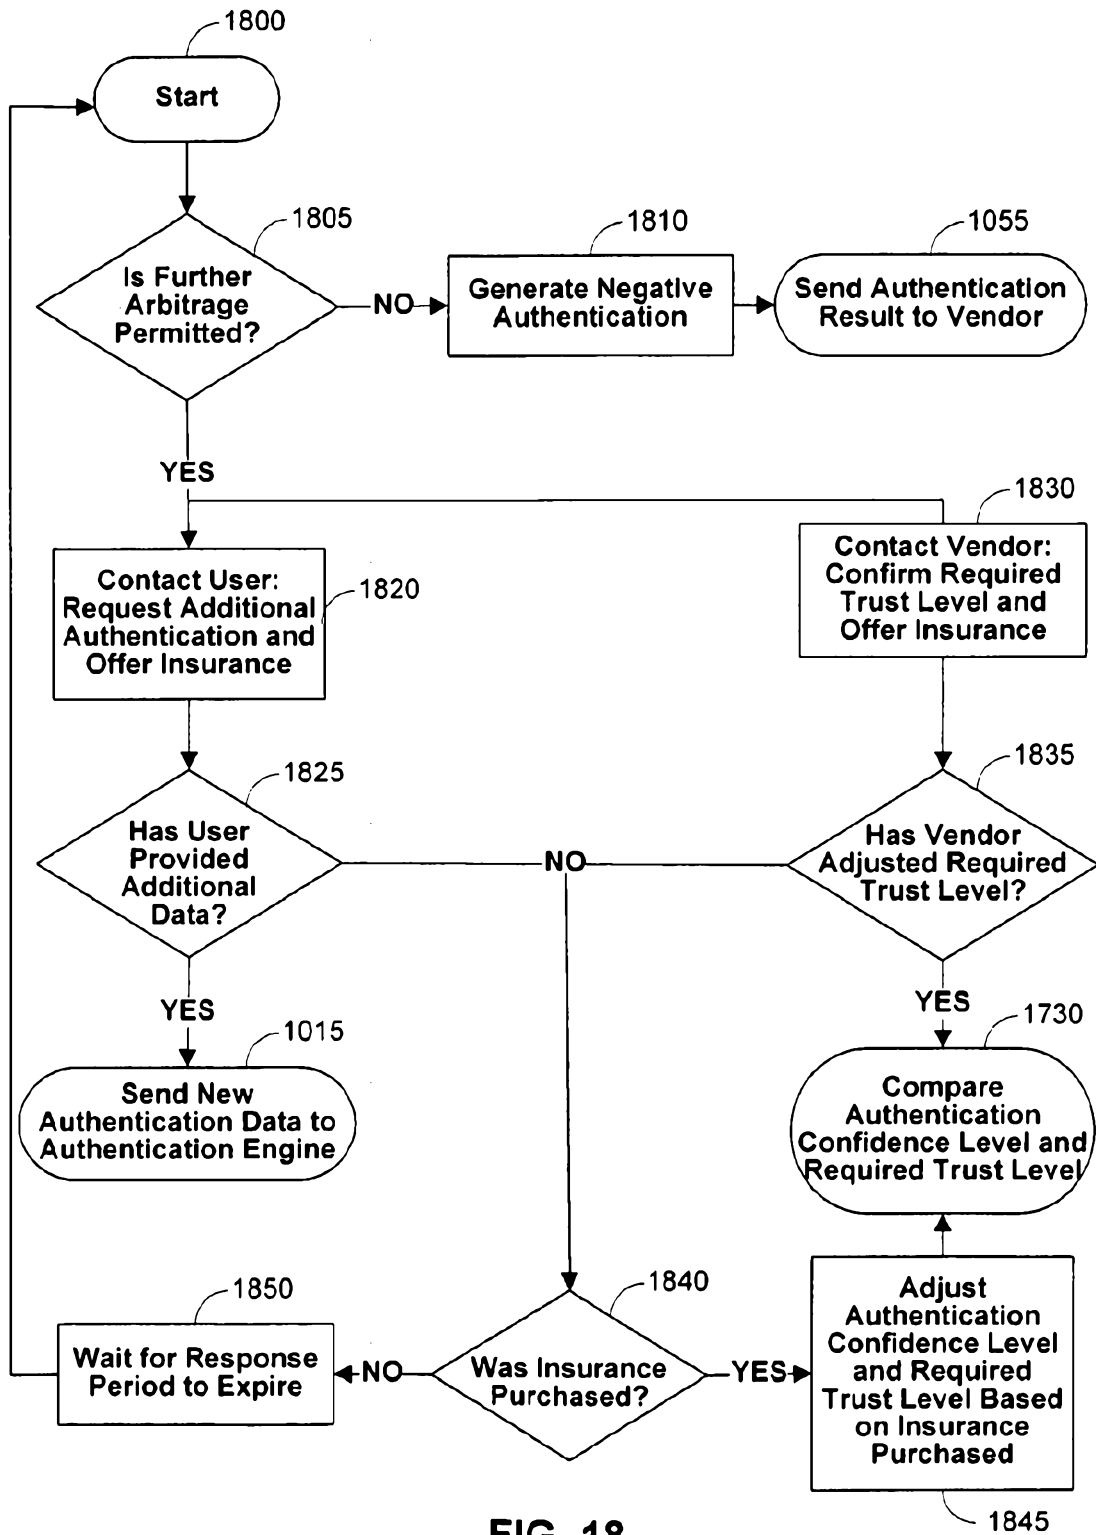 1800
Start
1805
Is Further
Arbitrage
Permitted?
NO
1810
Generate Negative
Authentication
1055
Send Authentication
Result to Vendor
YES
1830
Contact Vendor:
Confirm Required
Trust Level and
Offer Insurance
Contact User:
Request Additional
Authentication and
Offer Insurance
1820
1825
Has User
Provided
Additional
Data?
NO
1835
Has Vendor
Adjusted Required
Trust Level?
YES
1015
Send New
Authentication Data to
Authentication Engine
YES
1730
Compare
Authentication
Confidence Level and
Required Trust Level
1850
Wait for Response
Period to Expire
NO
1840
Was Insurance
Purchased?
YES
Adjust
Authentication
Confidence Level
and Required
Trust Level Based
on Insurance
Purchased
1845
FIG. 18